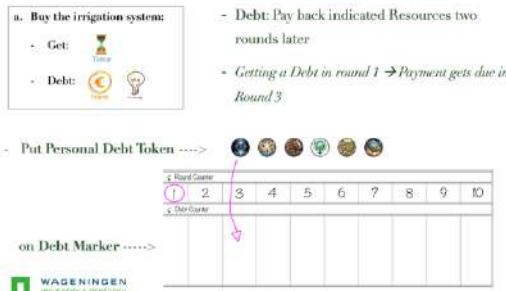 a. Buy the irrigation system:
- Get:
Time
- Debt:
- Debt: Pay back indicated Resources two
rounds later
- Getting a Debt in round 1 → Payment gets due in
Round 3
- Put Personal Debt Token ---->
Round Counter
1 2 3 4 5 6 7 8 9 10
Debt Counter
on Debt Marker ----->
WAGENINGEN